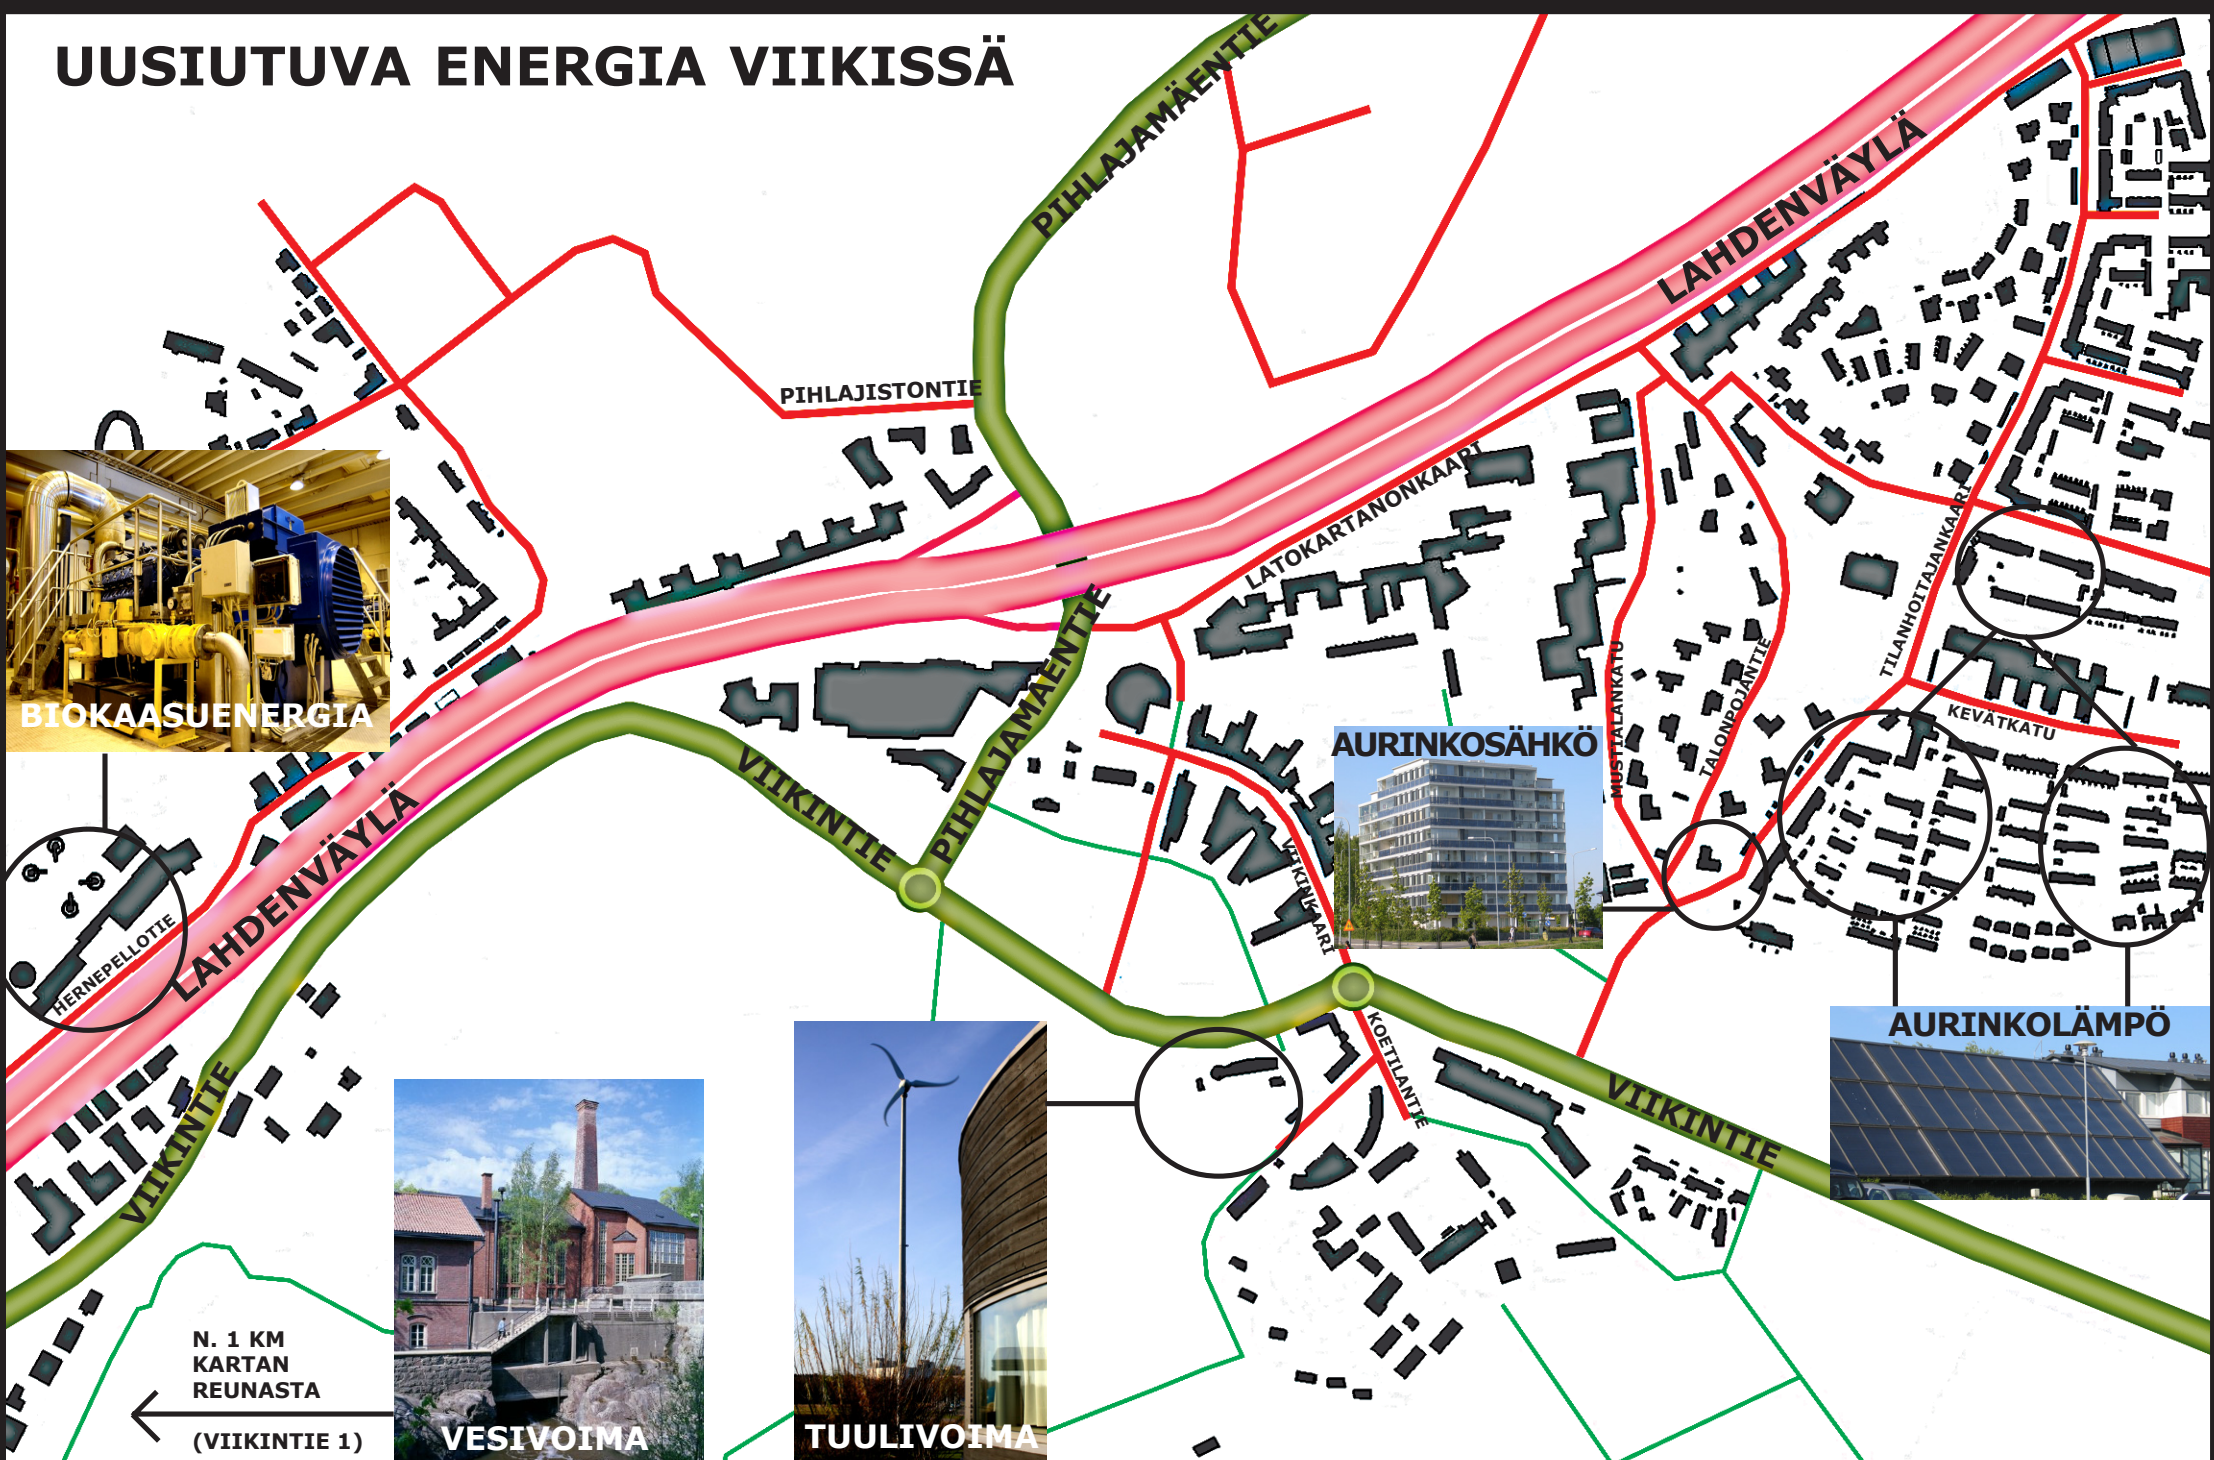 UUSIUTUVA ENERGIA VIIKISSÄ
PIHLAJAMÄENTIE
LAHDENVÄYLÄ
PIHLAJISTONTIE
LATOKARTANONKAARI
TILANHOITAJANKAARI
BIOKAASUENERGIA
PIHLAJAMÄENTIE
MUSTIALANKATU
TALONPOJANTIE
KEVÄTKATU
VIIKINTIE
AURINKOSÄHKÖ
LAHDENVÄYLÄ
VIIKINKAARI
HERNEPELLOTIE
AURINKOLÄMPÖ
KOETILANTIE
VIIKINTIE
VIIKINTIE
N. 1 KM
KARTAN
REUNASTA
(VIIKINTIE 1)
VESIVOIMA
TUULIVOIMA